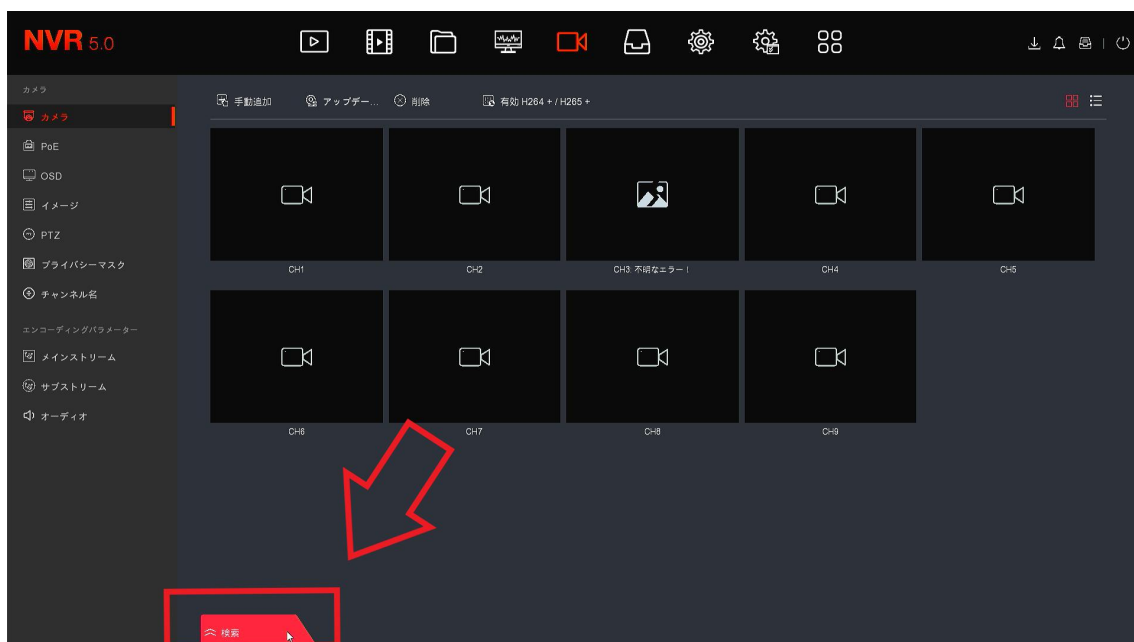 NVR 5.0
カメラ
カメラ
PoE
OSD
イメージ
PTZ
プライバシーマスク
チャンネル名
エンコーディングパラメーター
メインストリーム
サブストリーム
オーディオ
手動追加 アップデー... 削除 有効 H264 + / H265 +
CH1 CH2 CH3: 不明なエラー！ CH4 CH5
CH6 CH7 CH8 CH9
検索